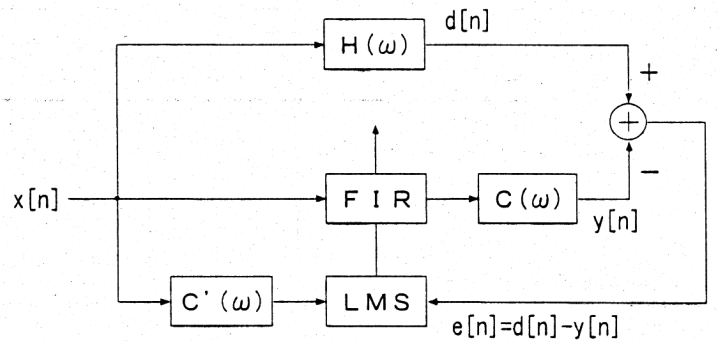 d[n]
H(ω)
+
+
x[n]
FIR
C(ω)
−
y[n]
C'(ω)
LMS
e[n]=d[n]-y[n]